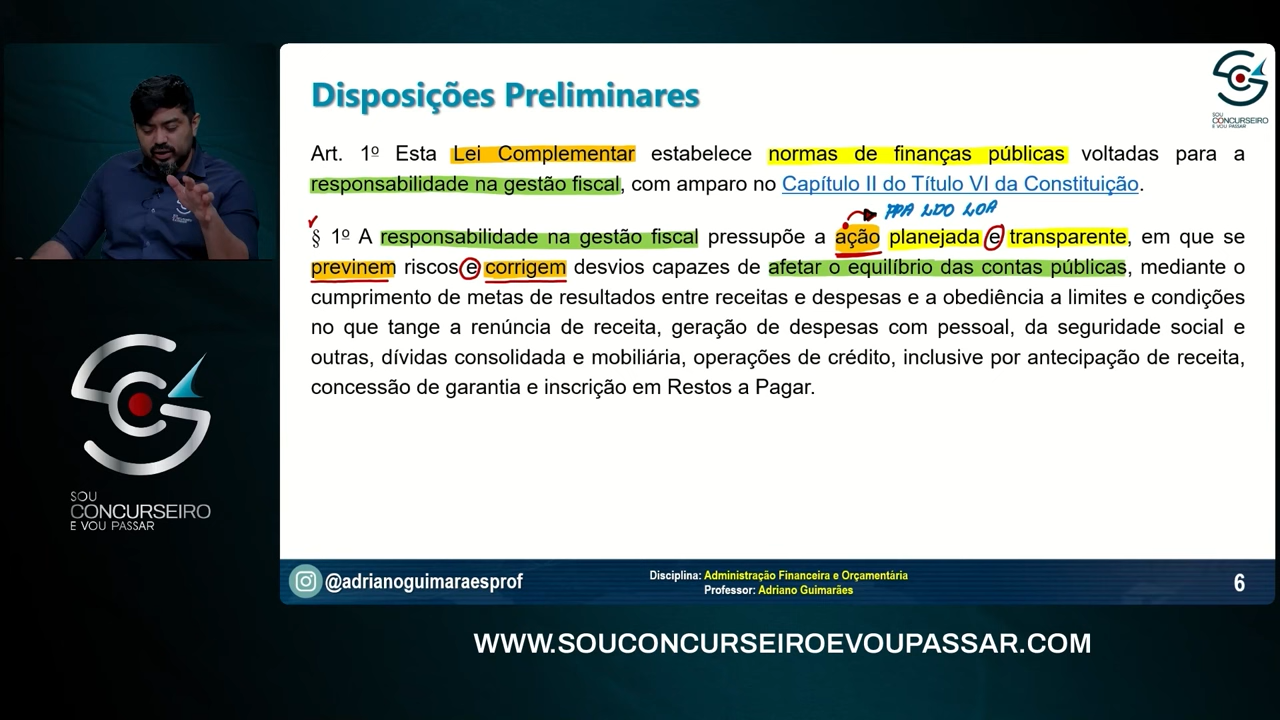 Disposições Preliminares
SOU
CONCURSEIRO
E VOU PASSAR
Art. 1º Esta Lei Complementar estabelece normas de finanças públicas voltadas para a
responsabilidade na gestão fiscal, com amparo no Capítulo II do Título VI da Constituição.
PPA LDO LOA
§ 1º A responsabilidade na gestão fiscal pressupõe a ação planejada e transparente, em que se
previnem riscos e corrigem desvios capazes de afetar o equilíbrio das contas públicas, mediante o
cumprimento de metas de resultados entre receitas e despesas e a obediência a limites e condições
no que tange a renúncia de receita, geração de despesas com pessoal, da seguridade social e
outras, dívidas consolidada e mobiliária, operações de crédito, inclusive por antecipação de receita,
concessão de garantia e inscrição em Restos a Pagar.
SOU
CONCURSEIRO
E VOU PASSAR
@adrianoguimaraesprof
Disciplina: Administração Financeira e Orçamentária
Professor: Adriano Guimarães
6
WWW.SOUCONCURSEIROEVOUPASSAR.COM